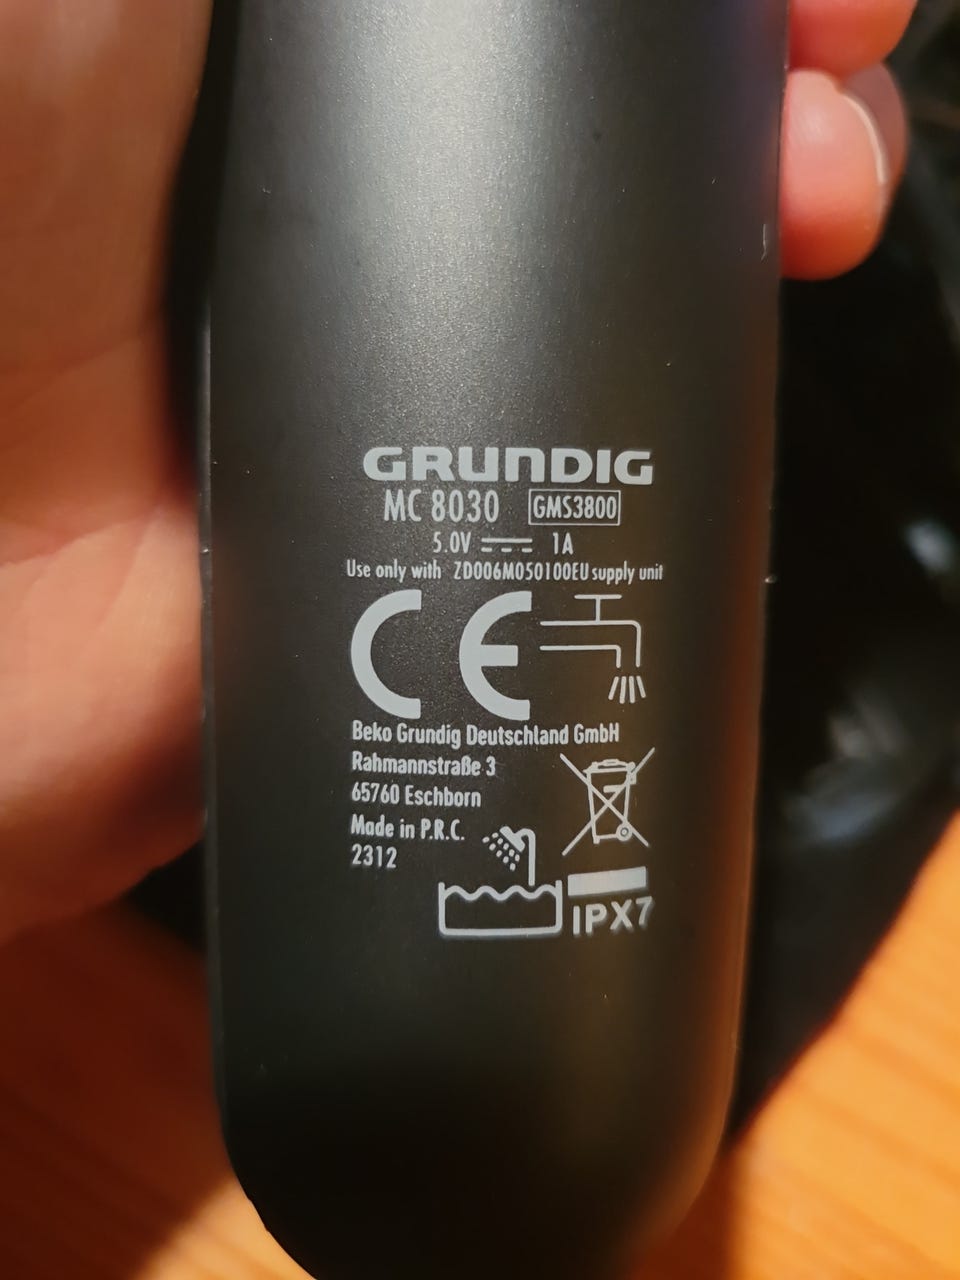 GRUNDIG
MC 8030 GMS3800
5.0V 1A
Use only with ZD006M050100EU supply unit
CE
Beko Grundig Deutschland GmbH
Rahmannstraße 3
65760 Eschborn
Made in P.R.C.
2312
IPX7